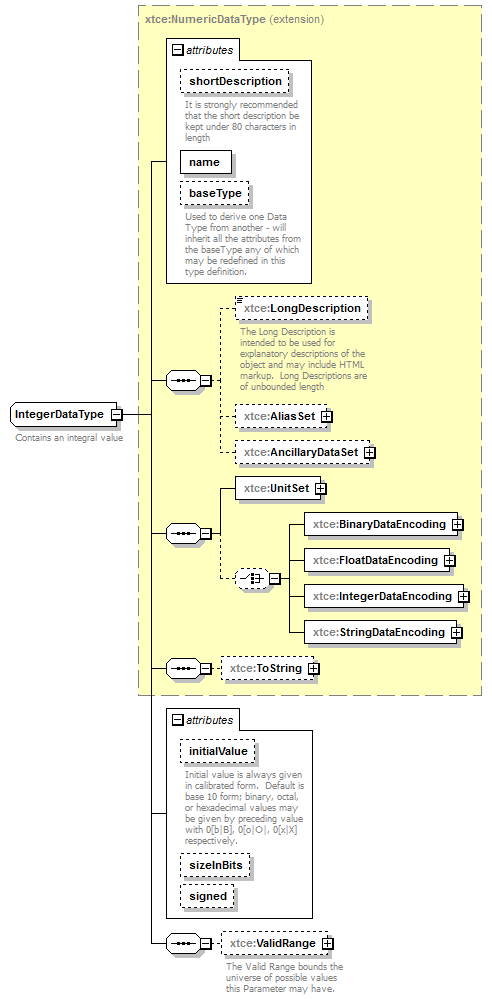 xtce:NumericDataType (extension)
attributes
shortDescription
It is strongly recommended
that the short description be
kept under 80 characters in
length
name
baseType
Used to derive one Data
Type from another - will
inherit all the attributes from
the baseType any of which
may be redefined in this
type definition.
xtce:LongDescription
The Long Description is
intended to be used for
explanatory descriptions of the
object and may include HTML
markup.  Long Descriptions are
of unbounded length
IntegerDataType
Contains an integral value
xtce:AliasSet
xtce:AncillaryDataSet
xtce:UnitSet
xtce:BinaryDataEncoding
xtce:FloatDataEncoding
xtce:IntegerDataEncoding
xtce:StringDataEncoding
xtce:ToString
attributes
initialValue
Initial value is always given
in calibrated form.  Default is
base 10 form; binary, octal,
or hexadecimal values may
be given by preceding value
with 0[b|B], 0[o|O|, 0[x|X]
respectively.
sizeInBits
signed
xtce:ValidRange
The Valid Range bounds the
universe of possible values
this Parameter may have.